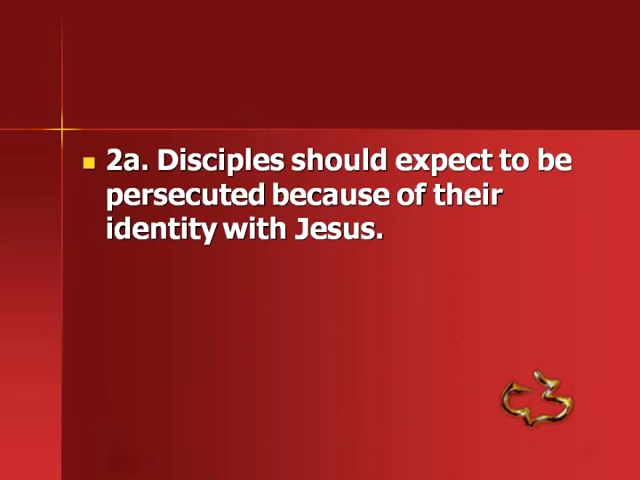 2a. Disciples should expect to be
persecuted because of their
identity with Jesus.